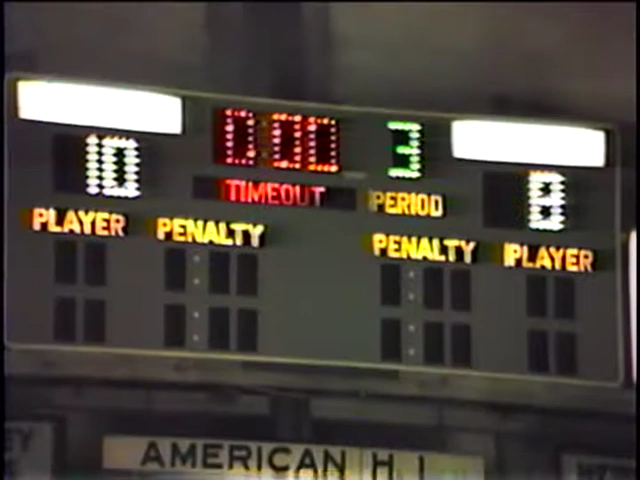 10 0:00 3 8
TIMEOUT PERIOD
PLAYER PENALTY PENALTY PLAYER
AMERICAN H.I.